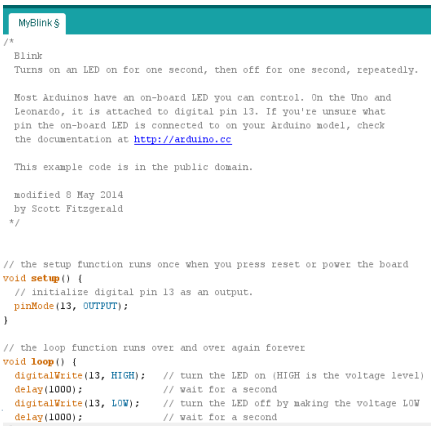 MyBlink §
/*
  Blink
  Turns on an LED on for one second, then off for one second, repeatedly.

  Most Arduinos have an on-board LED you can control. On the Uno and
  Leonardo, it is attached to digital pin 13. If you're unsure what
  pin the on-board LED is connected to on your Arduino model, check
  the documentation at http://arduino.cc

  This example code is in the public domain.

  modified 8 May 2014
  by Scott Fitzgerald
 */

// the setup function runs once when you press reset or power the board
void setup() {
  // initialize digital pin 13 as an output.
  pinMode(13, OUTPUT);
}

// the loop function runs over and over again forever
void loop() {
  digitalWrite(13, HIGH);   // turn the LED on (HIGH is the voltage level)
  delay(1000);              // wait for a second
  digitalWrite(13, LOW);    // turn the LED off by making the voltage LOW
  delay(1000);              // wait for a second